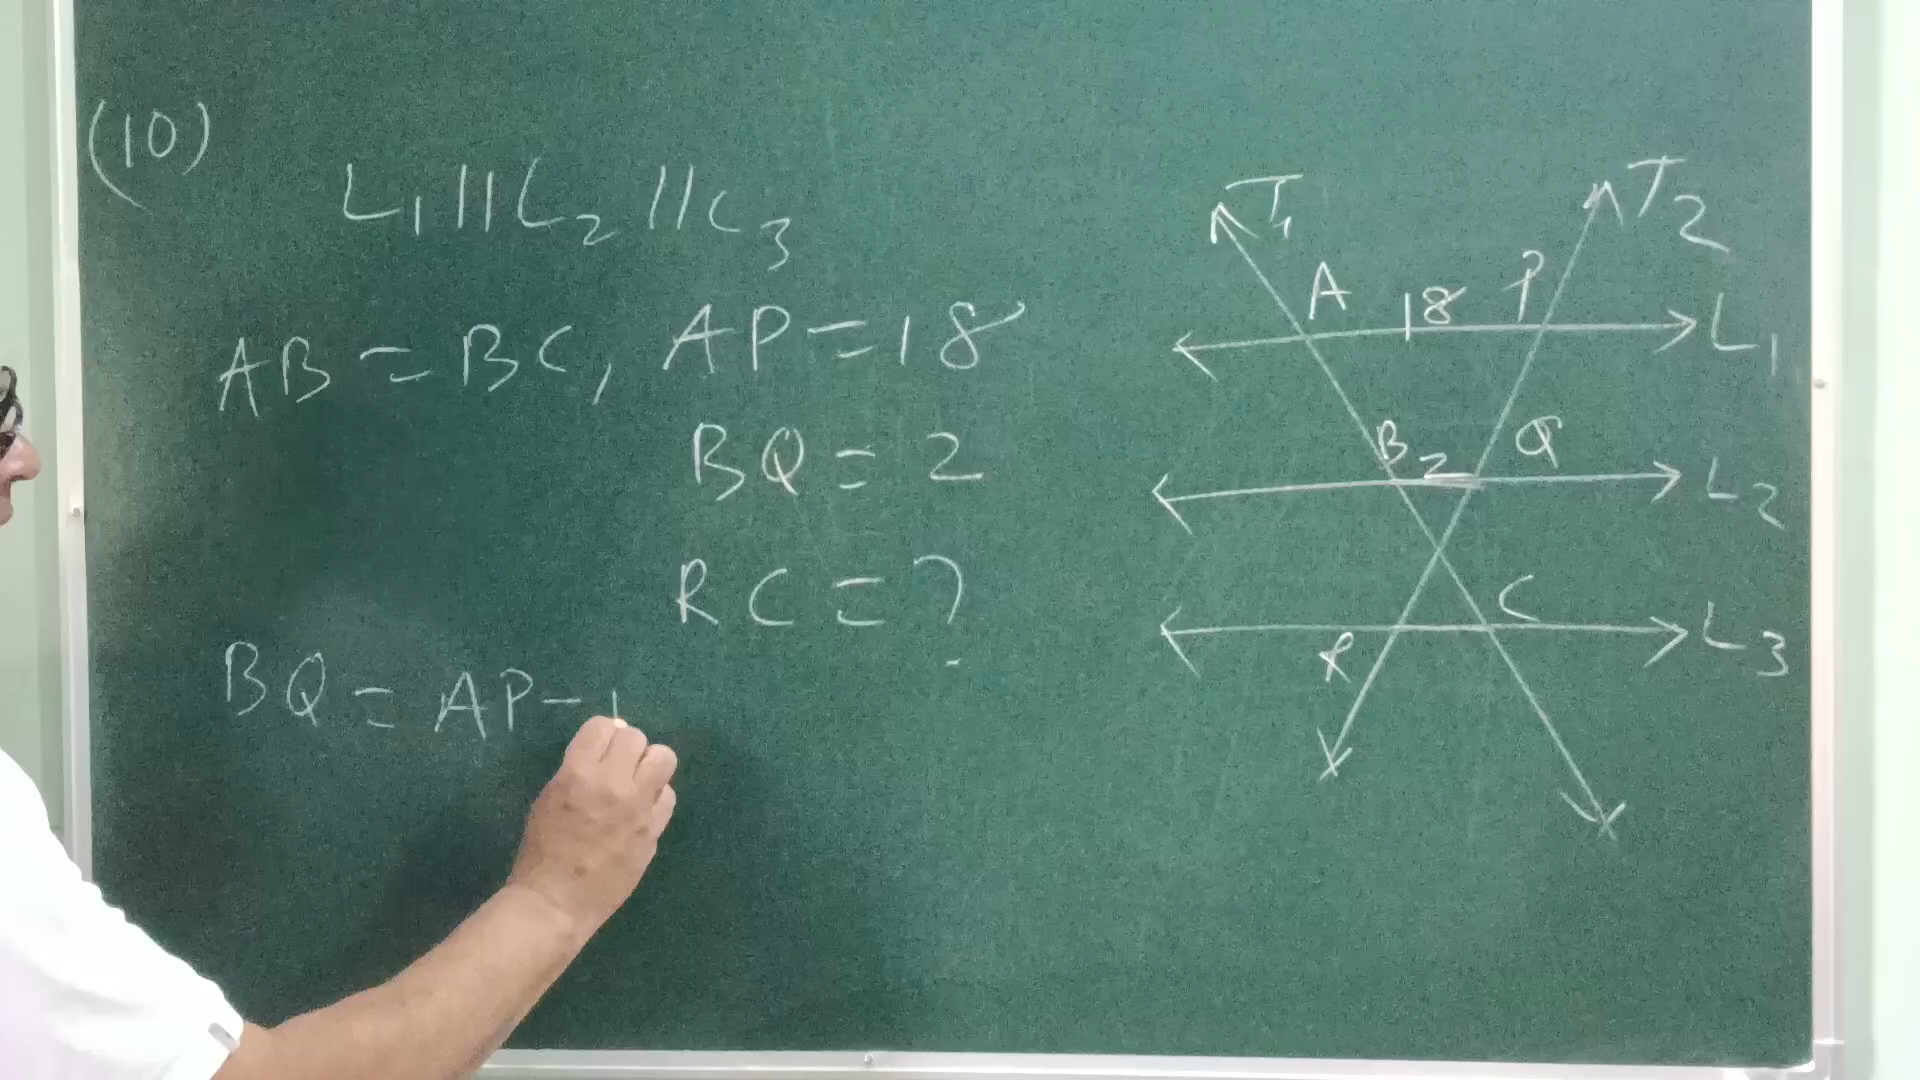 (10)
L₁ || L₂ || L₃
AB = BC, AP = 18
BQ = 2
RC = ?
BQ = AP -
T₁
T₂
A 18 P
L₁
B 2 Q
L₂
C
L₃
R